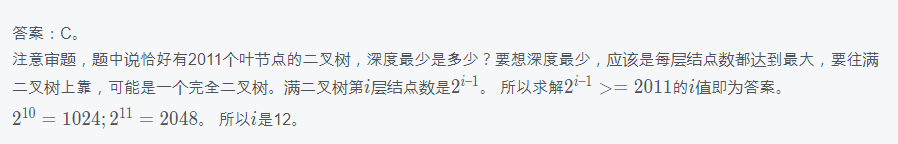 答案：C。
注意审题，题中说恰好有2011个叶节点的二叉树，深度最少是多少？要想深度最少，应该是每层结点数都达到最大，要往满
二叉树上靠，可能是一个完全二叉树。满二叉树第i层结点数是2^{i-1}。 所以求解2^{i-1} >= 2011的i值即为答案。
2^{10} = 1024; 2^{11} = 2048。 所以i是12。